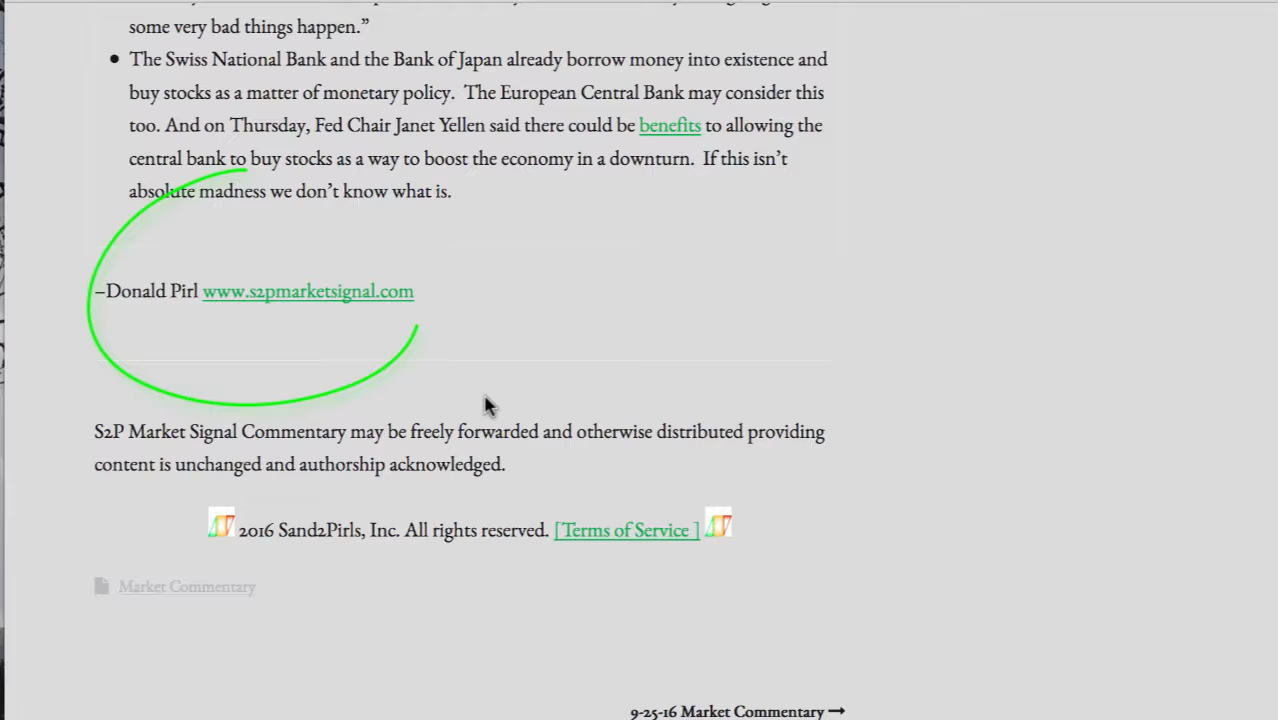 some very bad things happen.”
• The Swiss National Bank and the Bank of Japan already borrow money into existence and
buy stocks as a matter of monetary policy.  The European Central Bank may consider this
too. And on Thursday, Fed Chair Janet Yellen said there could be benefits to allowing the
central bank to buy stocks as a way to boost the economy in a downturn.  If this isn’t
absolute madness we don’t know what is.
–Donald Pirl www.s2pmarketsignal.com
S2P Market Signal Commentary may be freely forwarded and otherwise distributed providing
content is unchanged and authorship acknowledged.
2016 Sand2Pirls, Inc. All rights reserved. [Terms of Service ]
Market Commentary
9-25-16 Market Commentary →